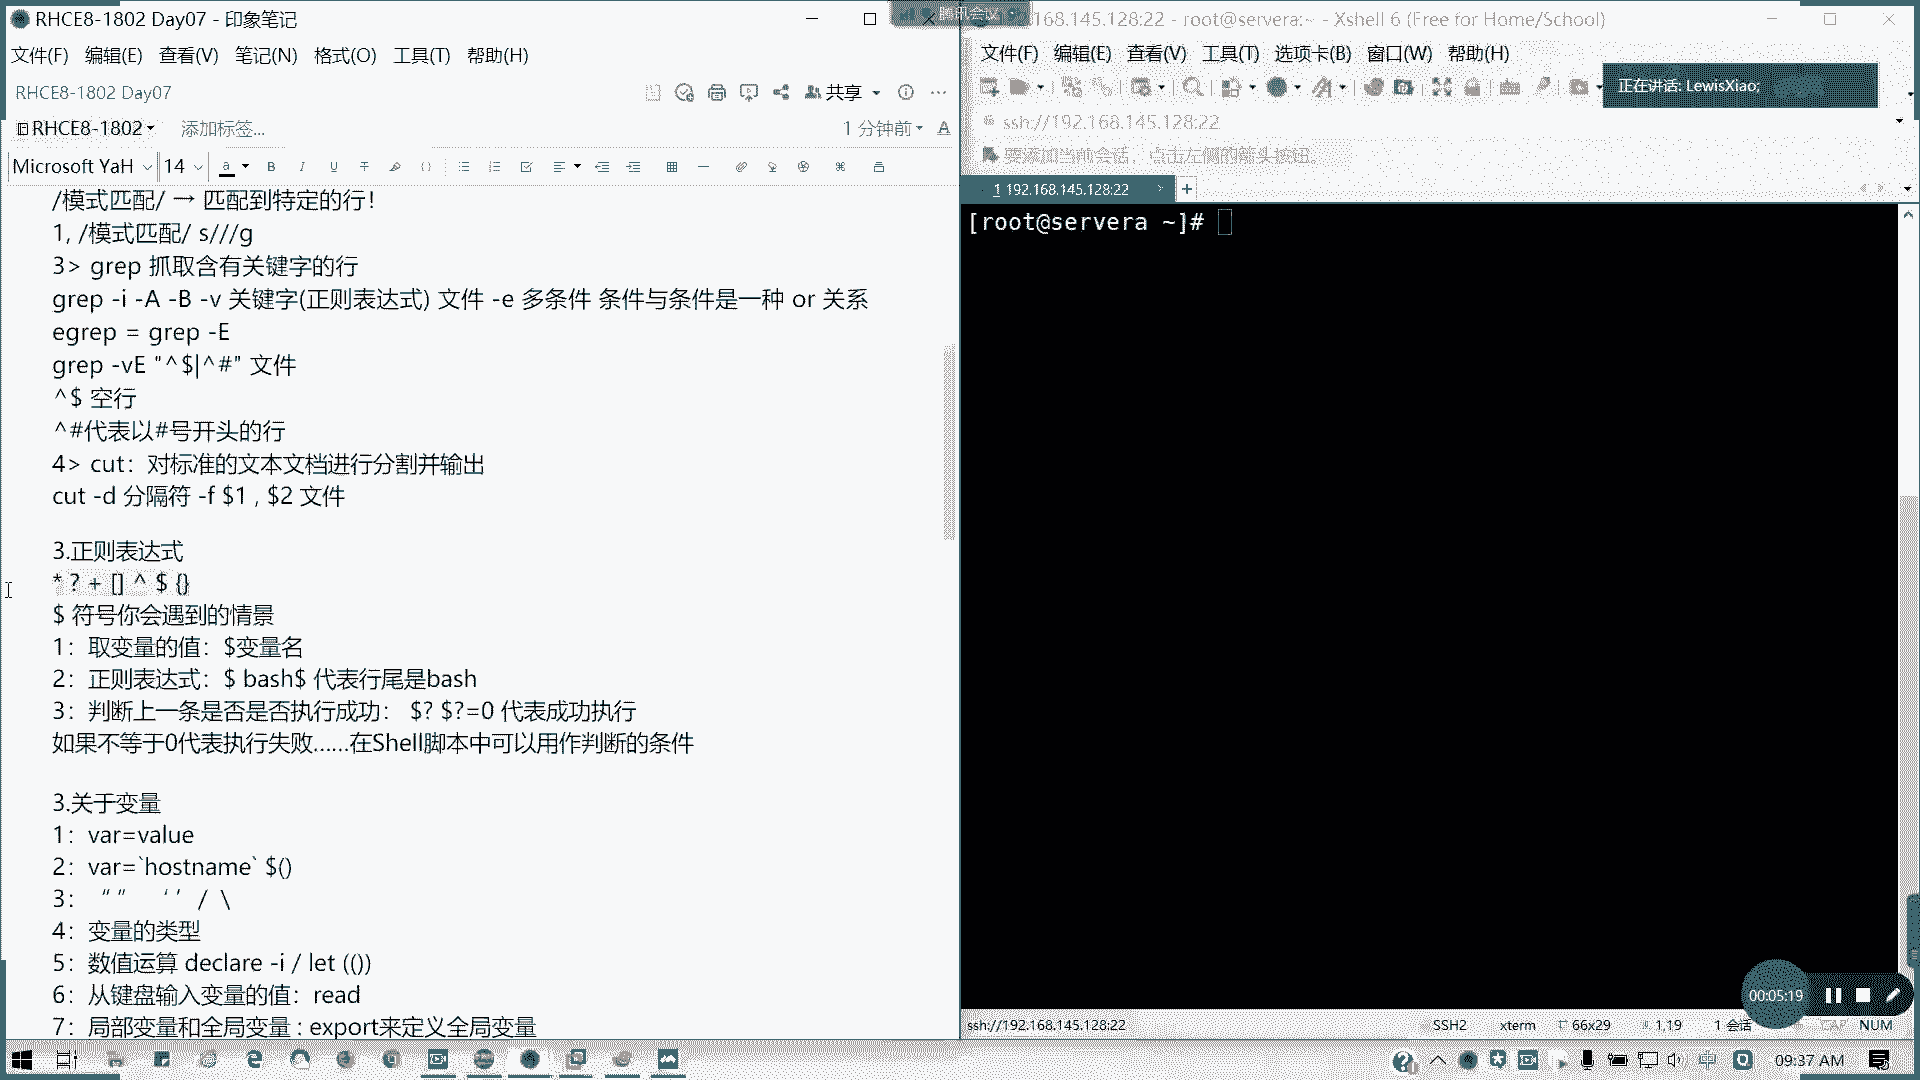 RHCE8-1802 Day07 - 印象笔记
文件(F) 编辑(E) 查看(V) 笔记(N) 格式(O) 工具(T) 帮助(H)
RHCE8-1802 Day07
共享
RHCE8-1802 添加标签... 1 分钟前
Microsoft YaH 14
/模式匹配/ → 匹配到特定的行！
1, /模式匹配/ s///g
3> grep 抓取含有关键字的行
grep -i -A -B -v 关键字(正则表达式) 文件 -e 多条件 条件与条件是一种 or 关系
egrep = grep -E
grep -vE "^$|^#" 文件
^$ 空行
^#代表以#号开头的行
4> cut：对标准的文本文档进行分割并输出
cut -d 分隔符 -f $1 , $2 文件
3.正则表达式
* ? + [] ^ $ {}
$ 符号你会遇到的情景
1：取变量的值：$变量名
2：正则表达式：$ bash$ 代表行尾是bash
3：判断上一条是否是否执行成功： $? $?=0 代表成功执行
如果不等于0代表执行失败......在Shell脚本中可以用作判断的条件
3.关于变量
1：var=value
2：var=`hostname` $()
3： “ ” ‘ ’ / \
4：变量的类型
5：数值运算 declare -i / let (())
6：从键盘输入变量的值：read
7：局部变量和全局变量 : export来定义全局变量
腾讯会议
168.145.128:22 - root@servera:~ - Xshell 6 (Free for Home/School)
文件(F) 编辑(E) 查看(V) 工具(T) 选项卡(B) 窗口(W) 帮助(H)
正在讲话: LewisXiao;
ssh://192.168.145.128:22
要添加当前会话，点击左侧的箭头按钮。
1 192.168.145.128:22
[root@servera ~]#
00:05:19
ssh://192.168.145.128:22 SSH2 xterm 66x29 1,19 1 会话 CAP NUM
中 09:37 AM